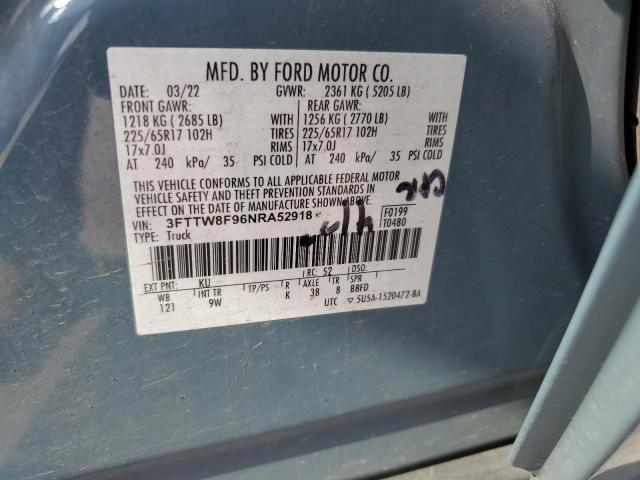 MFD. BY FORD MOTOR CO.
DATE: 03/22 GVWR: 2361 KG ( 5205 LB)
FRONT GAWR: REAR GAWR:
1218 KG ( 2685 LB) WITH 1256 KG ( 2770 LB) WITH
225/65R17 102H TIRES 225/65R17 102H TIRES
17x7.0J RIMS 17x7.0J RIMS
AT 240 kPa/ 35 PSI COLD AT 240 kPa/ 35 PSI COLD
THIS VEHICLE CONFORMS TO ALL APPLICABLE FEDERAL MOTOR
VEHICLE SAFETY AND THEFT PREVENTION STANDARDS IN
EFFECT ON THE DATE OF MANUFACTURE SHOWN ABOVE.
VIN: 3FTTW8F96NRA52918 F0199
TYPE: Truck T0480
EXT PNT: KU RC: 52 DSO:
WB INT TR TP/PS R AXLE TR SPR
121 9W K 38 8 BBFD
UTC ▽ 5U5A-1520472-BA